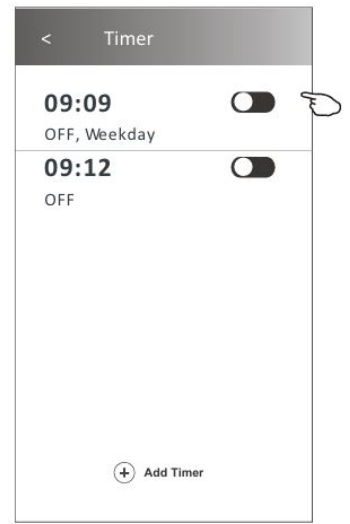 < Timer
09:09
OFF, Weekday
09:12
OFF
+ Add Timer